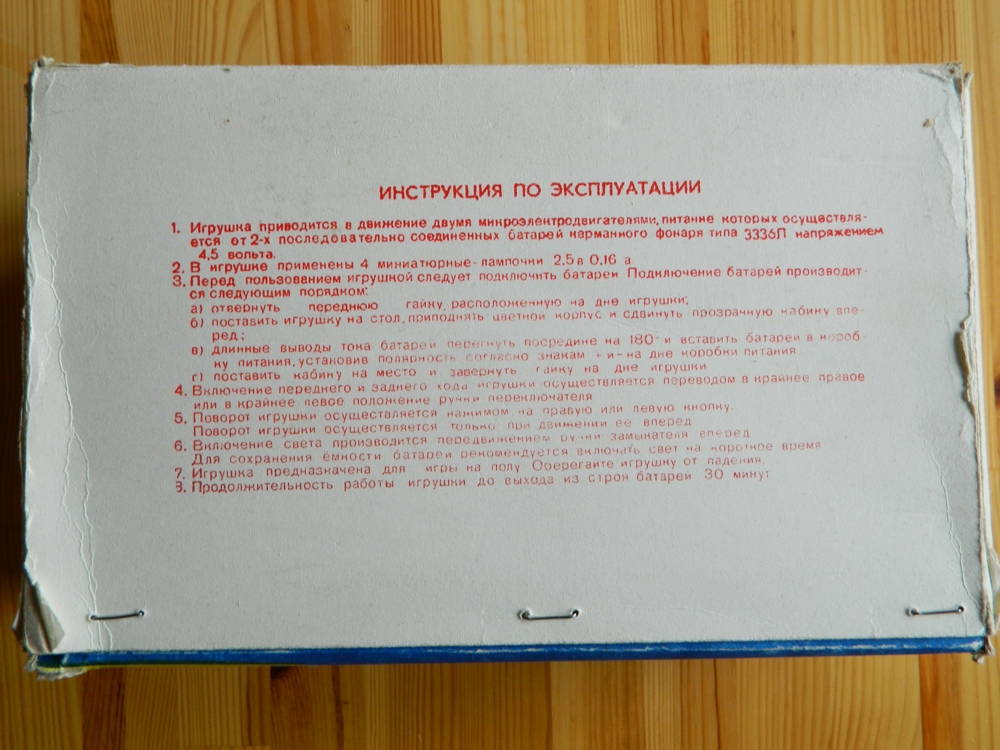 ИНСТРУКЦИЯ ПО ЭКСПЛУАТАЦИИ
1. Игрушка приводится в движение двумя микроэлектродвигателями, питание которых осуществля-
ется от 2-х последовательно соединенных батарей карманного фонаря типа 3336Л напряжением
4,5 вольта.
2. В игрушке применены 4 миниатюрные-лампочки 2.5в 0.16 а
3. Перед пользованием игрушкой следует подключить батареи Подключение батарей производит-
ся следующим порядком:
а) отвернуть переднюю гайку, расположенную на дне игрушки;
б) поставить игрушку на стол, приподнять цветной корпус и сдвинуть прозрачную кабину впе-
ред;
в) длинные выводы тока батарей перегнуть посредине на 180° и вставить батареи в короб-
ку питания, установив полярность согласно знакам + и - на дне коробки питания.
г) поставить кабину на место и завернуть гайку на дне игрушки
4. Включение переднего и заднего хода игрушки осуществляется переводом в крайнее правое
или в крайнее левое положение ручки переключателя
5. Поворот игрушки осуществляется нажимом на правую или левую кнопку.
Поворот игрушки осуществляется только при движении ее вперед
6. Включение света производится передвижением ручки замыкателя вперед
Для сохранения ёмкости батарей рекомендуется включать свет на короткое время
7. Игрушка предназначена для игры на полу Оберегайте игрушку от падения.
8. Продолжительность работы игрушки до выхода из строя батарей 30 минут